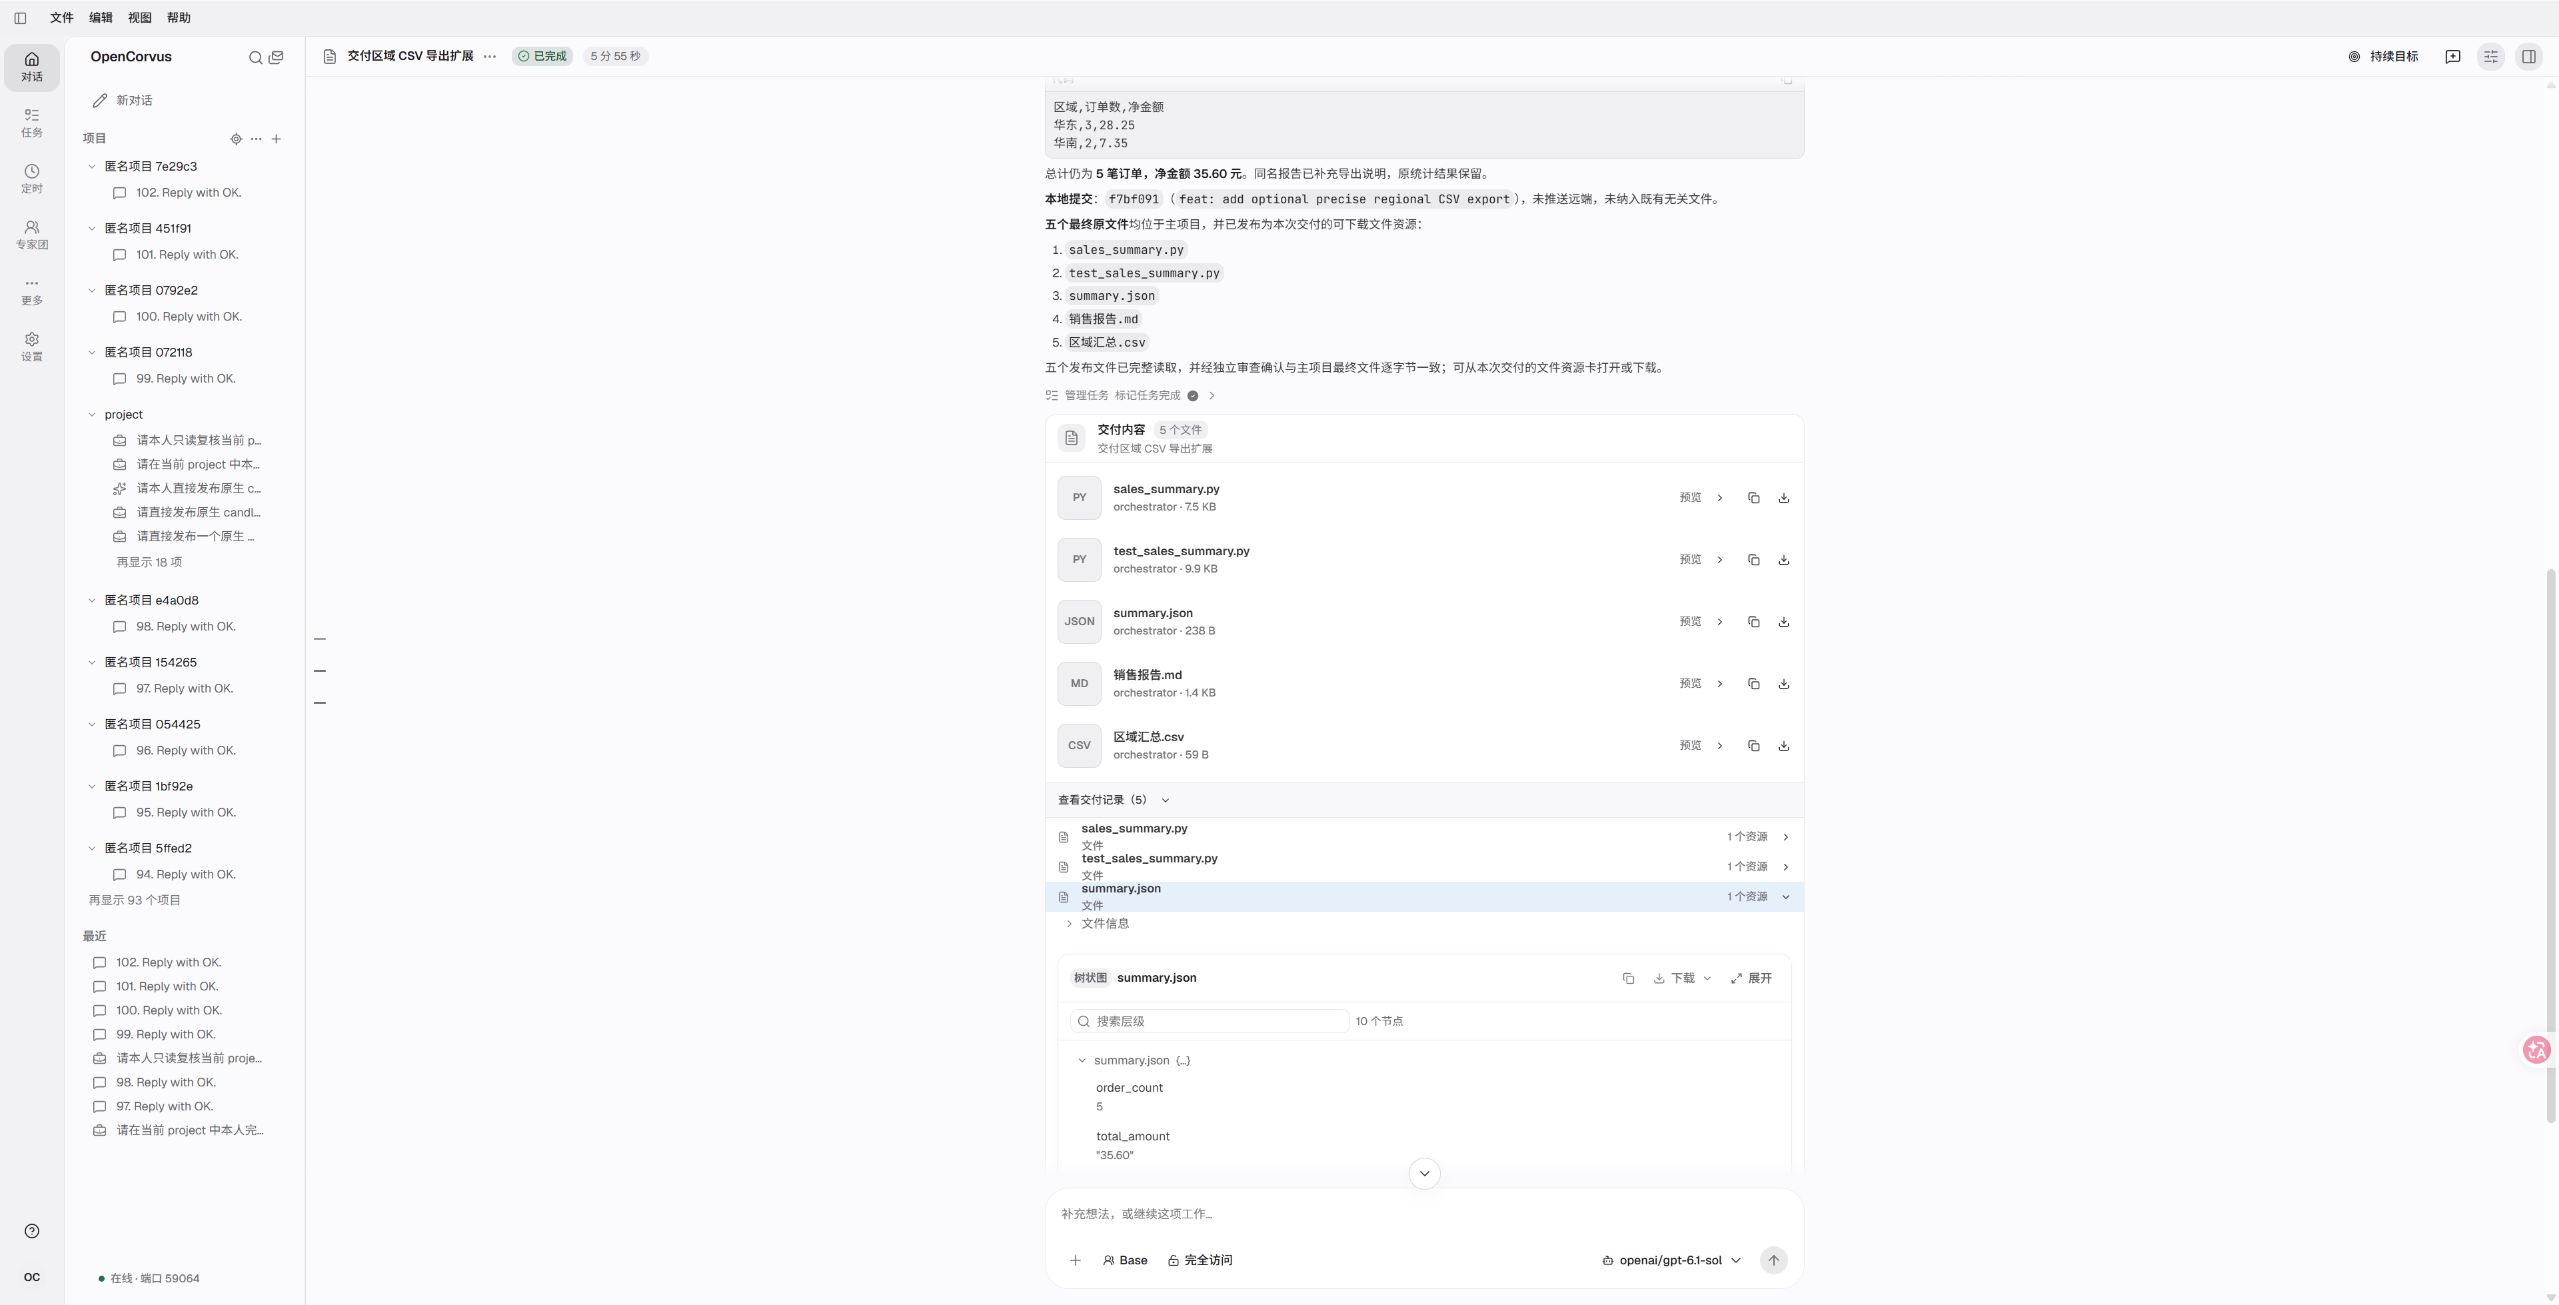 文件 编辑 视图 帮助
对话
任务
定时
专家团
更多
设置
OC
OpenCorvus
新对话
项目
匿名项目 7e29c3
102. Reply with OK.
匿名项目 451f91
101. Reply with OK.
匿名项目 0792e2
100. Reply with OK.
匿名项目 072118
99. Reply with OK.
project
请本人只读复核当前 p...
请在当前 project 中本...
请本人直接发布原生 c...
请直接发布原生 candl...
请直接发布一个原生 ...
再显示 18 项
匿名项目 e4a0d8
98. Reply with OK.
匿名项目 154265
97. Reply with OK.
匿名项目 054425
96. Reply with OK.
匿名项目 1bf92e
95. Reply with OK.
匿名项目 5ffed2
94. Reply with OK.
再显示 93 个项目
最近
102. Reply with OK.
101. Reply with OK.
100. Reply with OK.
99. Reply with OK.
请本人只读复核当前 proje...
98. Reply with OK.
97. Reply with OK.
请在当前 project 中本人完...
在线 · 端口 59064
交付区域 CSV 导出扩展 ··· 已完成 5 分 55 秒
持续目标
代码
区域,订单数,净金额
华东,3,28.25
华南,2,7.35
总计仍为 5 笔订单，净金额 35.60 元。同名报告已补充导出说明，原统计结果保留。
本地提交： f7bf091 （ feat: add optional precise regional CSV export ），未推送远端，未纳入既有无关文件。
五个最终原文件均位于主项目，并已发布为本次交付的可下载文件资源：
1. sales_summary.py
2. test_sales_summary.py
3. summary.json
4. 销售报告.md
5. 区域汇总.csv
五个发布文件已完整读取，并经独立审查确认与主项目最终文件逐字节一致；可从本次交付的文件资源卡打开或下载。
管理任务 标记任务完成
交付内容 5 个文件
交付区域 CSV 导出扩展
PY sales_summary.py 预览
orchestrator · 7.5 KB
PY test_sales_summary.py 预览
orchestrator · 9.9 KB
JSON summary.json 预览
orchestrator · 238 B
MD 销售报告.md 预览
orchestrator · 1.4 KB
CSV 区域汇总.csv 预览
orchestrator · 59 B
查看交付记录（5）
sales_summary.py 1 个资源
文件
test_sales_summary.py 1 个资源
文件
summary.json 1 个资源
文件
文件信息
树状图 summary.json 下载 展开
搜索层级 10 个节点
summary.json {...}
order_count
5
total_amount
"35.60"
补充想法，或继续这项工作...
Base 完全访问 openai/gpt-6.1-sol